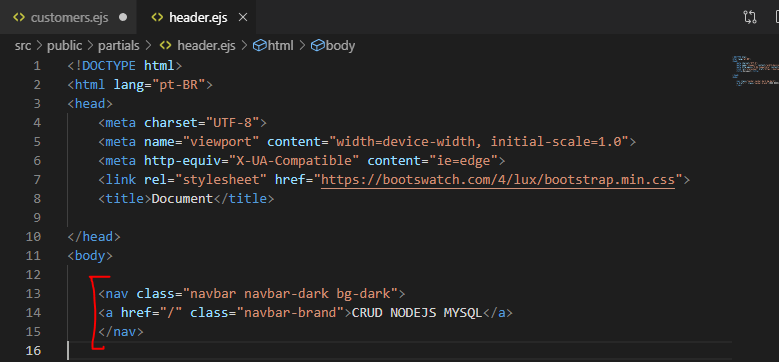 customers.ejs
header.ejs
src > public > partials > header.ejs > html > body
1 <!DOCTYPE html>
2 <html lang="pt-BR">
3 <head>
4 <meta charset="UTF-8">
5 <meta name="viewport" content="width=device-width, initial-scale=1.0">
6 <meta http-equiv="X-UA-Compatible" content="ie=edge">
7 <link rel="stylesheet" href="https://bootswatch.com/4/lux/bootstrap.min.css">
8 <title>Document</title>
9
10 </head>
11 <body>
12
13 <nav class="navbar navbar-dark bg-dark">
14 <a href="/" class="navbar-brand">CRUD NODEJS MYSQL</a>
15 </nav>
16